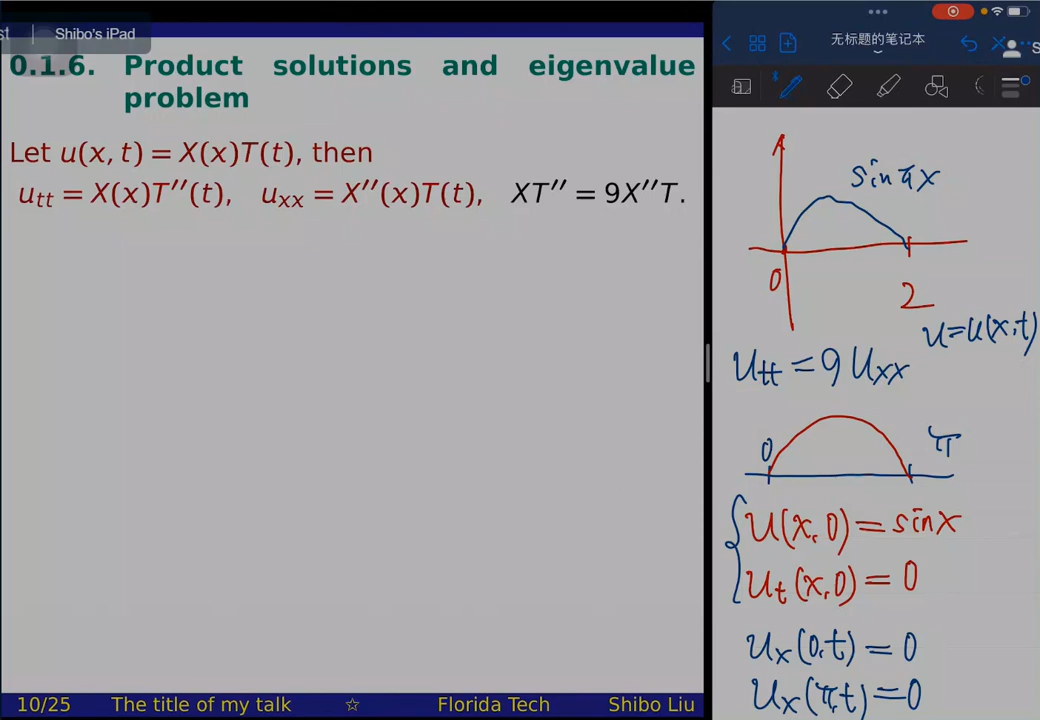 st | Shibo's iPad
0.1.6. Product solutions and eigenvalue
problem
Let u(x, t) = X(x)T(t), then
u_tt = X(x)T′′(t), u_xx = X′′(x)T(t), XT′′ = 9X′′T.
10/25 The title of my talk ☆ Florida Tech Shibo Liu
无标题的笔记本
S
sin πx
0
2
u=u(x,t)
u_tt = 9 u_xx
0
π
u(x,0) = sin x
u_t(x,0) = 0
u_x(0,t) = 0
u_x(π,t) = 0